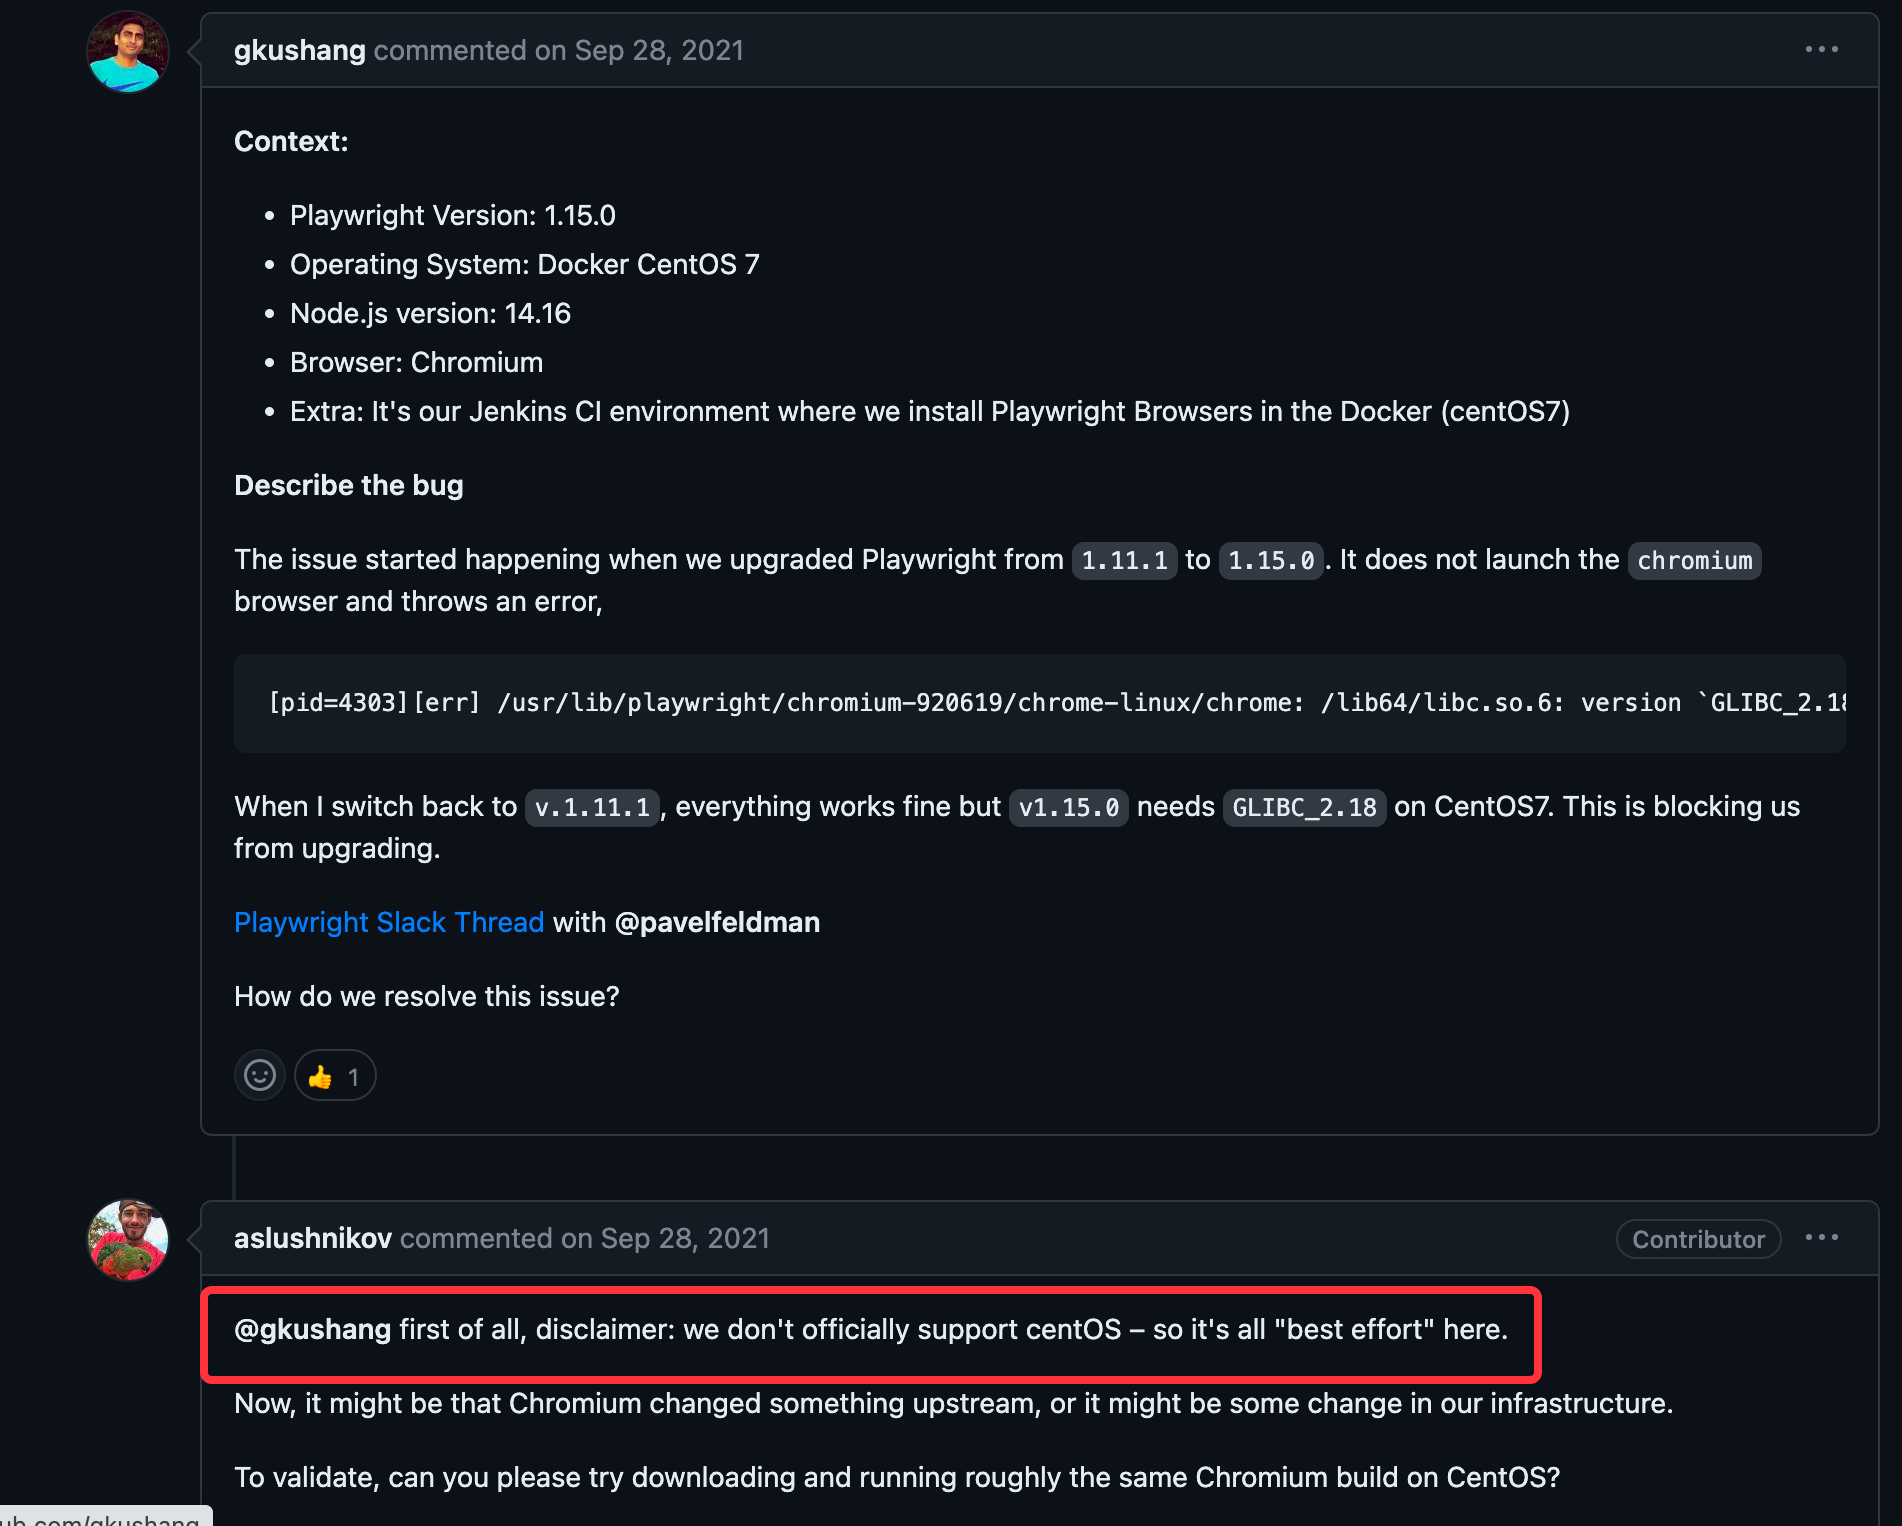 gkushang commented on Sep 28, 2021
Context:
• Playwright Version: 1.15.0
• Operating System: Docker CentOS 7
• Node.js version: 14.16
• Browser: Chromium
• Extra: It's our Jenkins CI environment where we install Playwright Browsers in the Docker (centOS7)
Describe the bug
The issue started happening when we upgraded Playwright from 1.11.1 to 1.15.0. It does not launch the chromium
browser and throws an error,
[pid=4303][err] /usr/lib/playwright/chromium-920619/chrome-linux/chrome: /lib64/libc.so.6: version `GLIBC_2.18
When I switch back to v.1.11.1, everything works fine but v1.15.0 needs GLIBC_2.18 on CentOS7. This is blocking us
from upgrading.
Playwright Slack Thread with @pavelfeldman
How do we resolve this issue?
👍 1
aslushnikov commented on Sep 28, 2021
Contributor
@gkushang first of all, disclaimer: we don't officially support centOS – so it's all "best effort" here.
Now, it might be that Chromium changed something upstream, or it might be some change in our infrastructure.
To validate, can you please try downloading and running roughly the same Chromium build on CentOS?
ub.com/gkushang